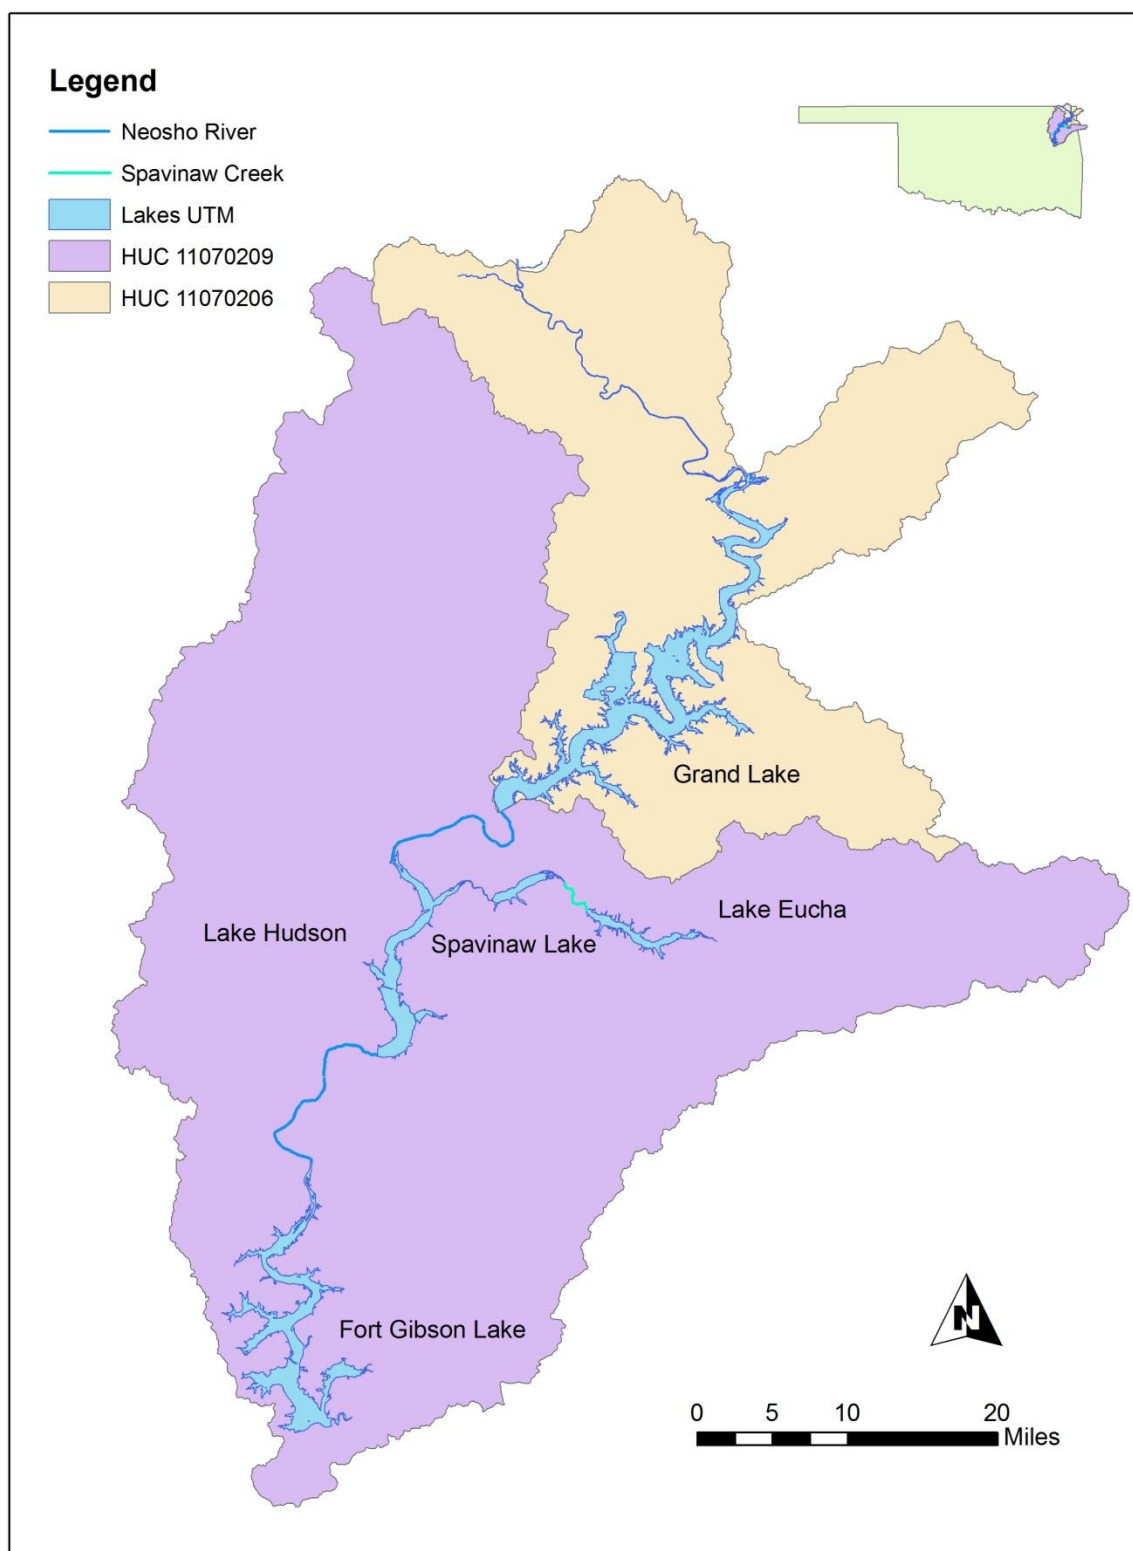 Legend
Neosho River
Spavinaw Creek
Lakes UTM
HUC 11070209
HUC 11070206
Grand Lake
Lake Eucha
Lake Hudson
Spavinaw Lake
Fort Gibson Lake
N
0 5 10 20
Miles